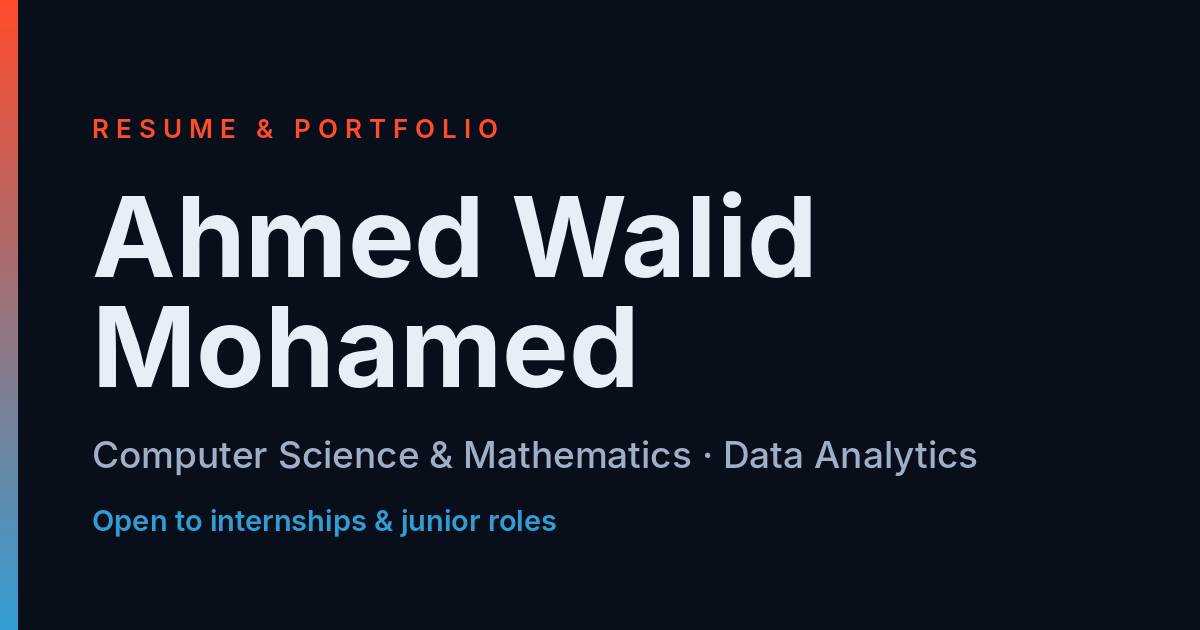 RESUME & PORTFOLIO
Ahmed Walid
Mohamed
Computer Science & Mathematics · Data Analytics
Open to internships & junior roles